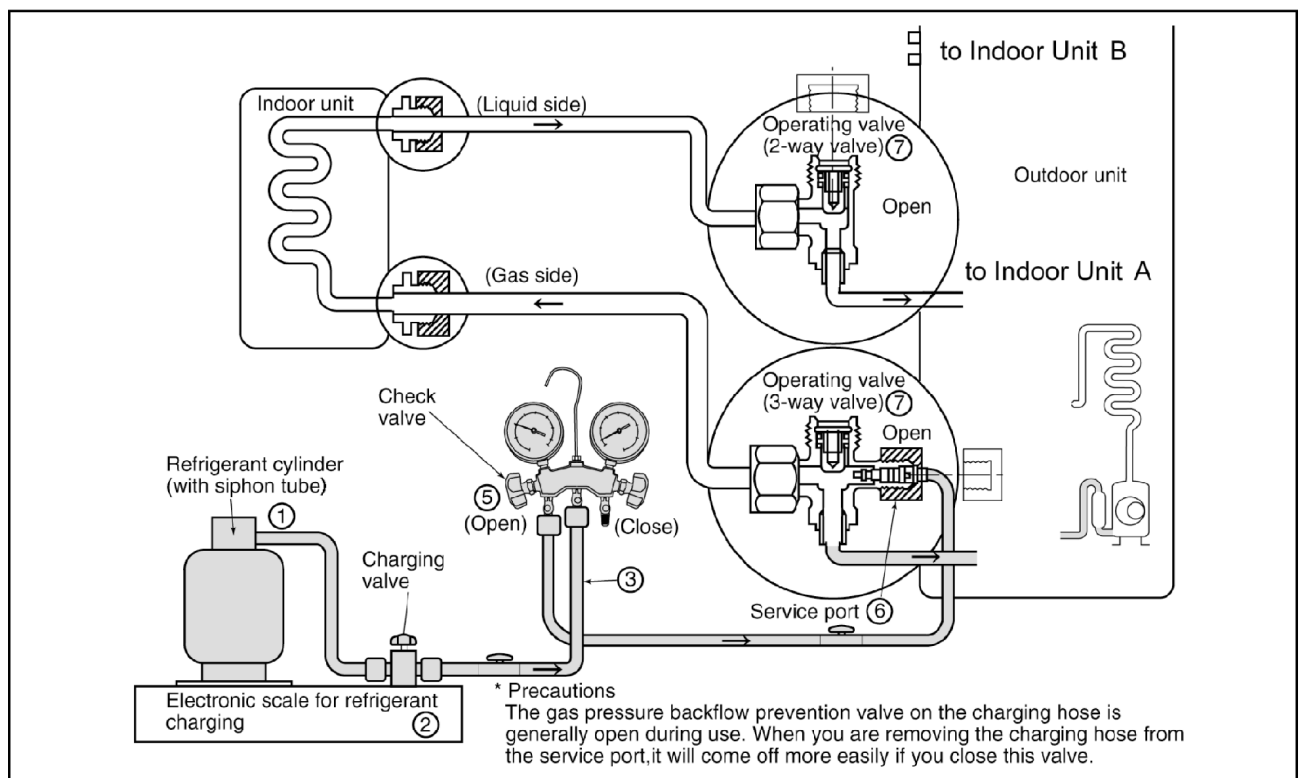 to Indoor Unit B
Indoor unit
(Liquid side)
Operating valve
(2-way valve) ⑦
Open
Outdoor unit
(Gas side)
to Indoor Unit A
Operating valve
(3-way valve) ⑦
Open
Check
valve
Refrigerant cylinder
(with siphon tube)
①
⑤
(Open)
(Close)
Charging
valve
③
Service port ⑥
Electronic scale for refrigerant
charging ②
* Precautions
The gas pressure backflow prevention valve on the charging hose is
generally open during use. When you are removing the charging hose from
the service port,it will come off more easily if you close this valve.